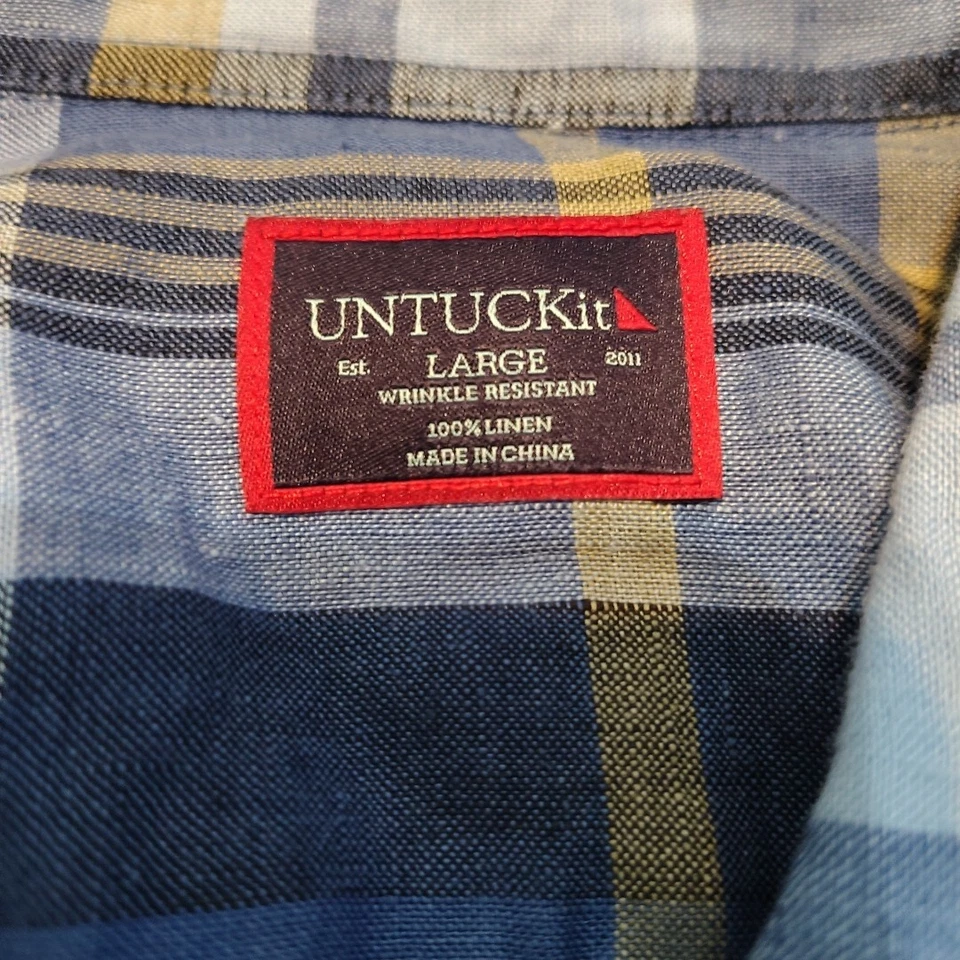 UNTUCKit
Est. LARGE 2011
WRINKLE RESISTANT
100% LINEN
MADE IN CHINA